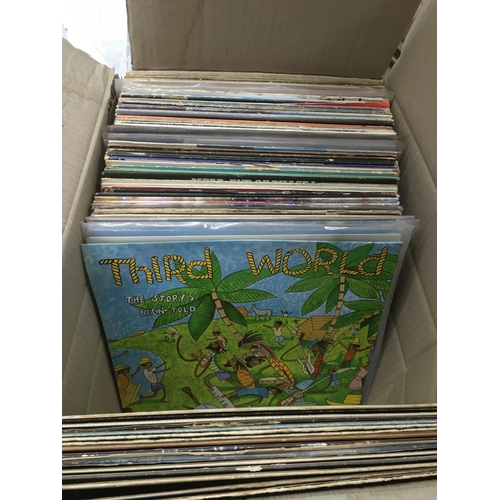 THIRD WORLD
THE STORY'S
BEEN TOLD